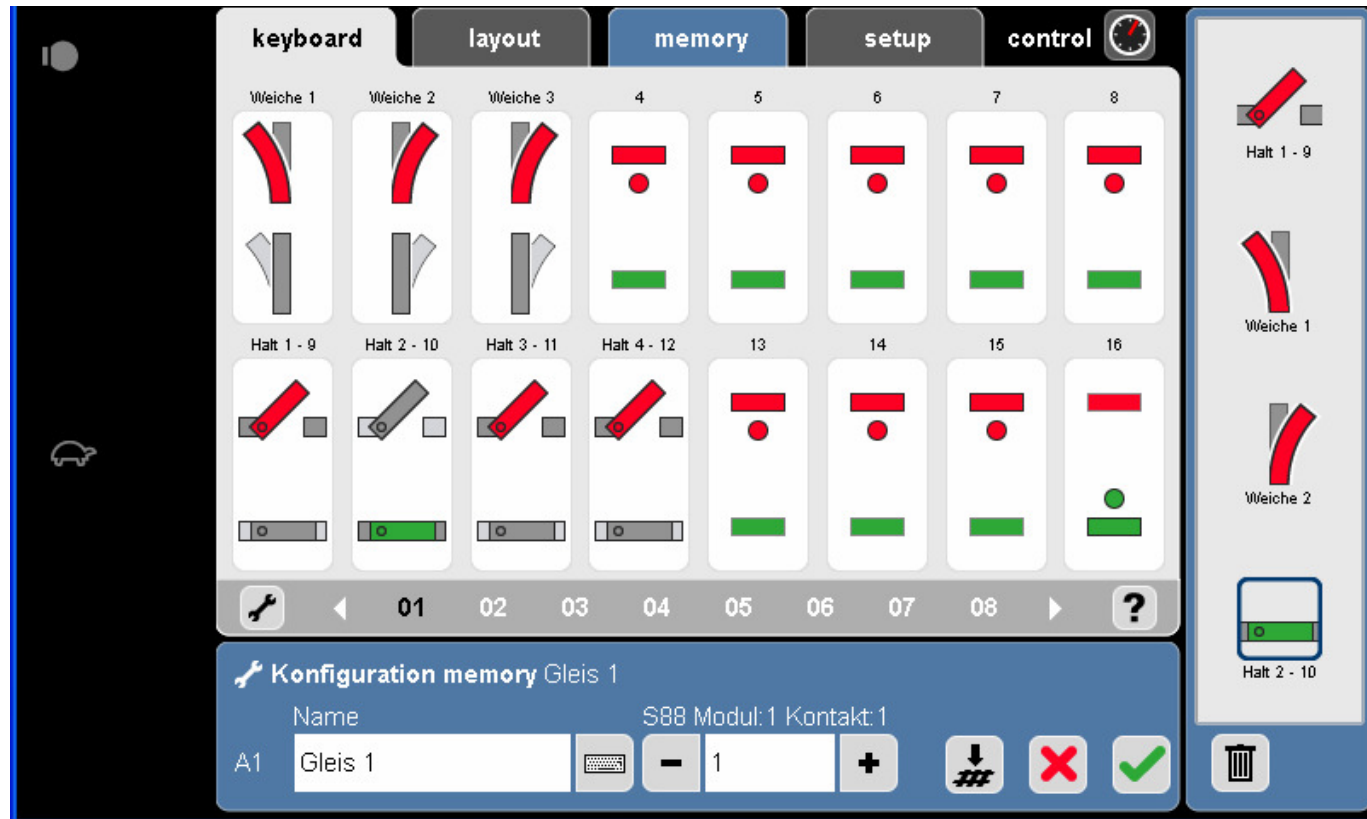 keyboard layout memory setup control
Weiche 1 Weiche 2 Weiche 3 4 5 6 7 8
Halt 1 - 9 Halt 2 - 10 Halt 3 - 11 Halt 4 - 12 13 14 15 16
01 02 03 04 05 06 07 08 ?
Konfiguration memory Gleis 1
Name S88 Modul:1 Kontakt:1
A1 Gleis 1 - 1 +
Halt 1 - 9
Weiche 1
Weiche 2
Halt 2 - 10